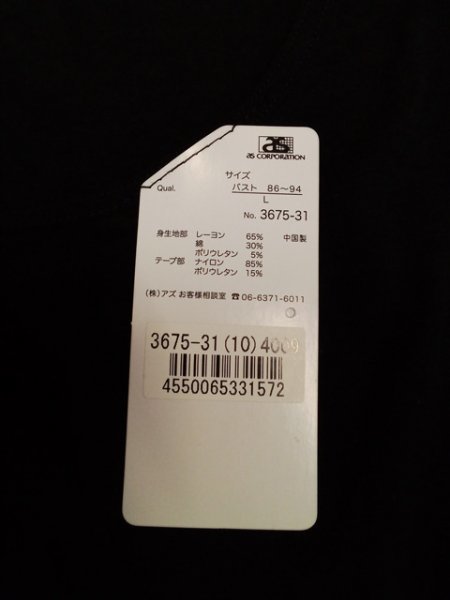 as
as CORPORATION
Qual.
サイズ
バスト 86～94
L
No. 3675-31
身生地部 レーヨン 65% 中国製
綿 30%
ポリウレタン 5%
テープ部 ナイロン 85%
ポリウレタン 15%
(株)アズ お客様相談室 ☎06-6371-6011
3675-31(10)4009
4550065331572